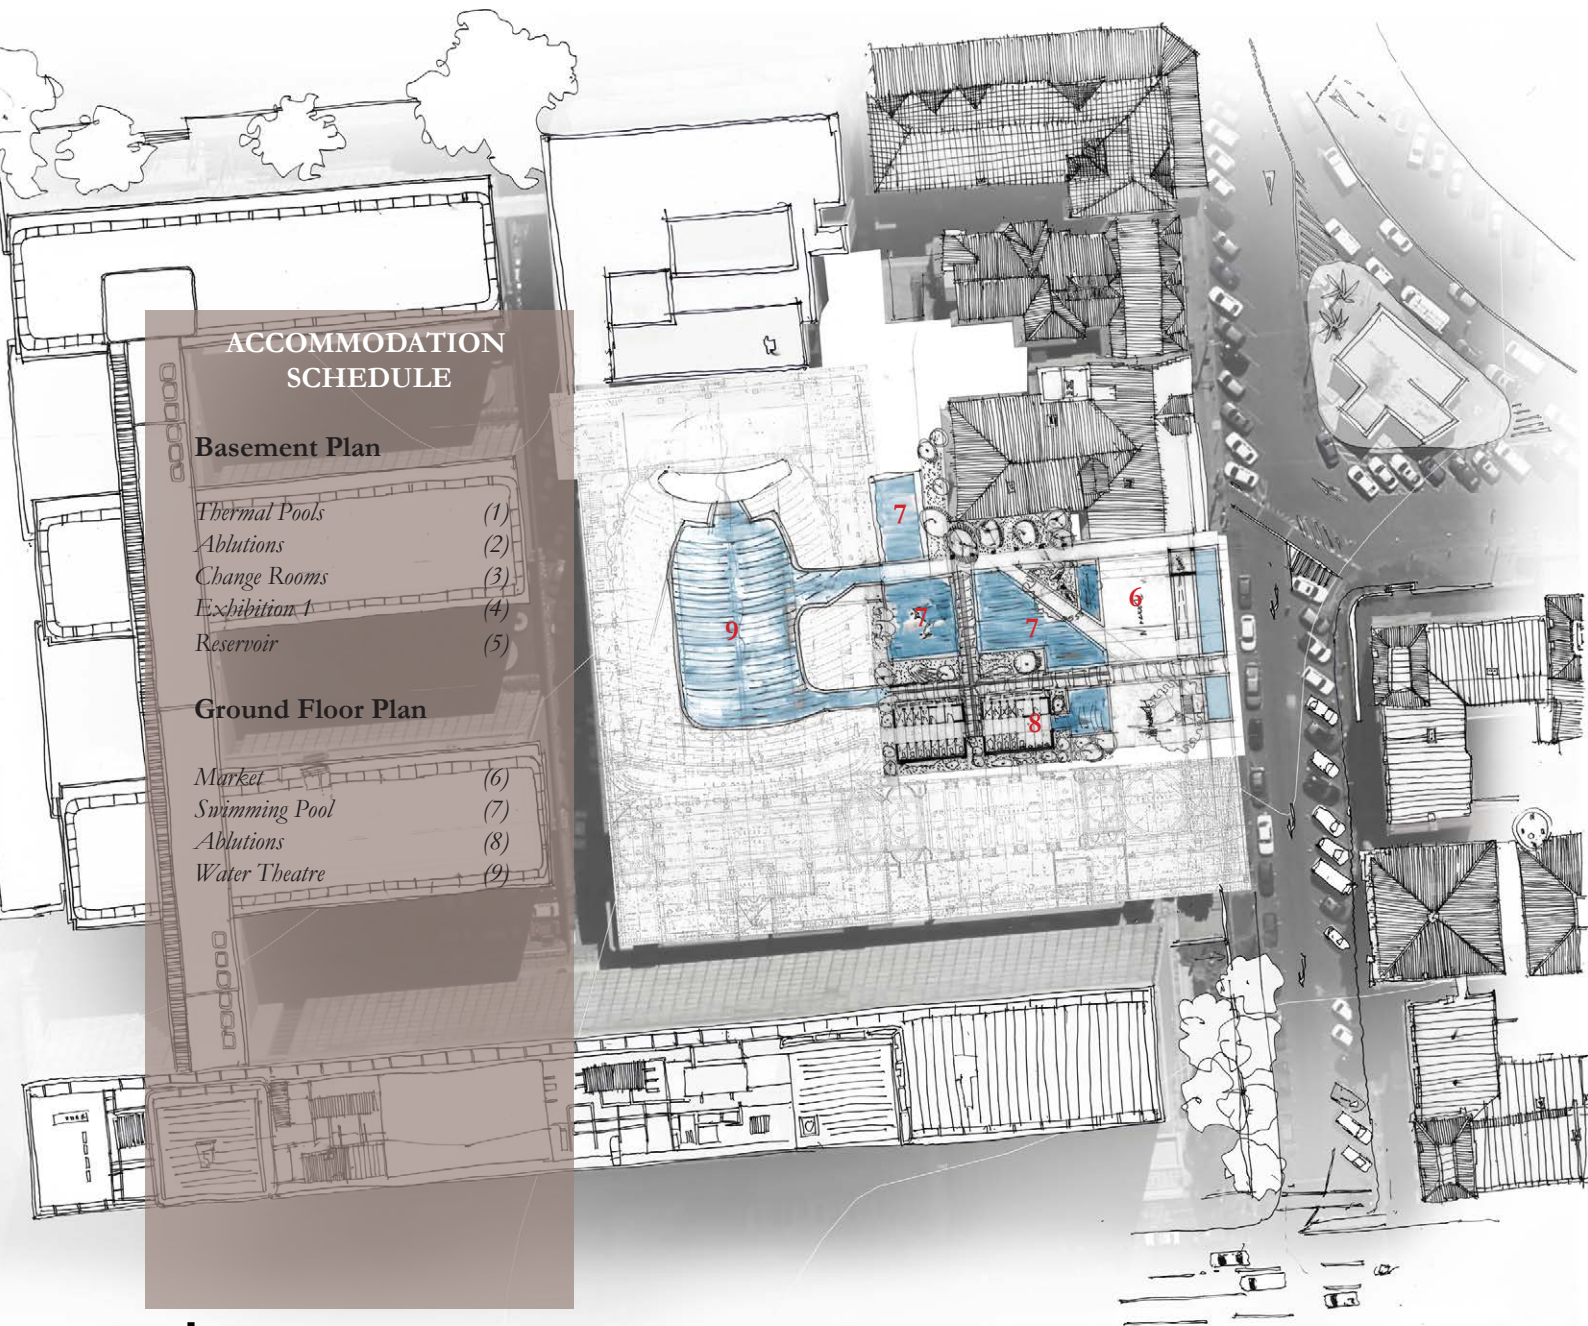 ACCOMMODATION
SCHEDULE
Basement Plan
Thermal Pools (1)
Ablutions (2)
Change Rooms (3)
Exhibition 1 (4)
Reservoir (5)
Ground Floor Plan
Market (6)
Swimming Pool (7)
Ablutions (8)
Water Theatre (9)
7
6
7
7
9
8